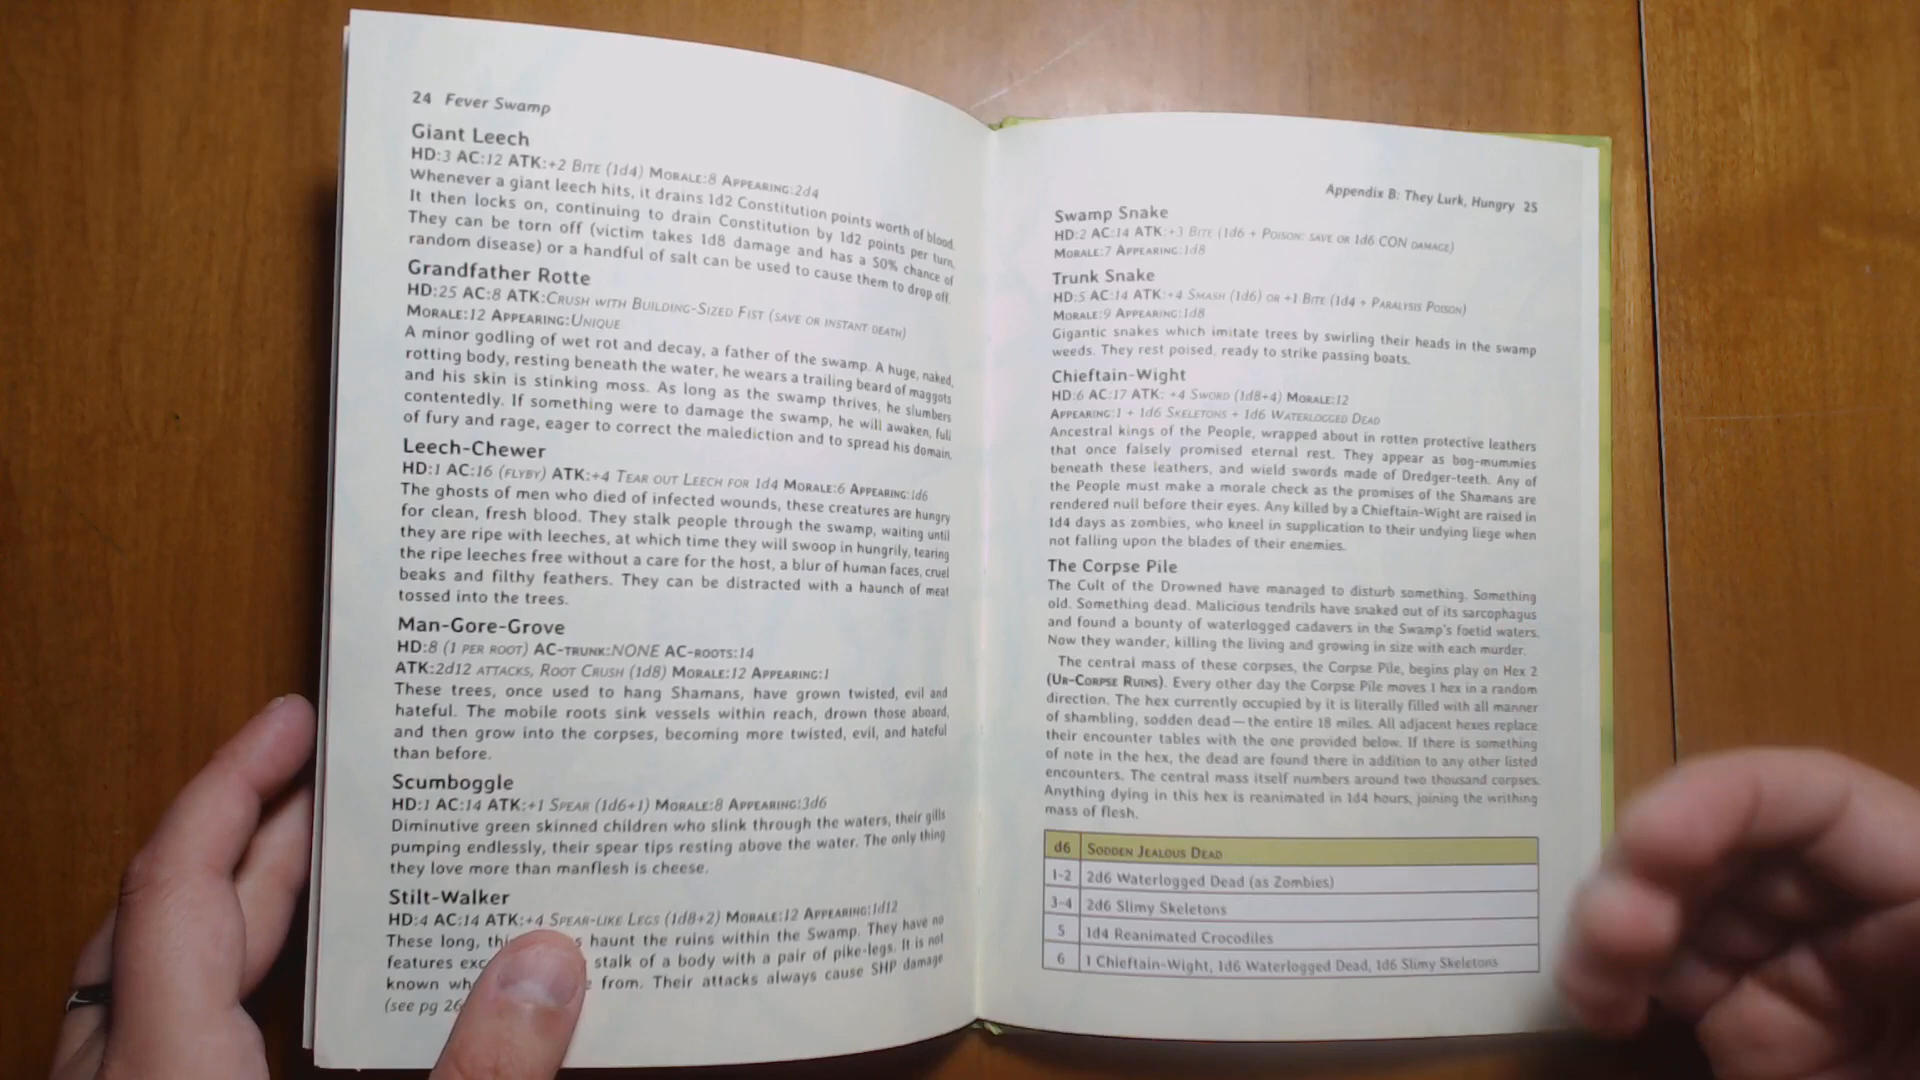 24 Fever Swamp
Giant Leech
HD:3 AC:12 ATK:+2 Bite (1d4) Morale:8 Appearing:2d4
Whenever a giant leech hits, it drains 1d2 Constitution points worth of blood.
It then locks on, continuing to drain Constitution by 1d2 points per turn.
They can be torn off (victim takes 1d8 damage and has a 50% chance of
random disease) or a handful of salt can be used to cause them to drop off.
Grandfather Rotte
HD:25 AC:8 ATK:Crush with Building-Sized Fist (save or instant death)
Morale:12 Appearing:Unique
A minor godling of wet rot and decay, a father of the swamp. A huge, naked,
rotting body, resting beneath the water, he wears a trailing beard of maggots
and his skin is stinking moss. As long as the swamp thrives, he slumbers
contentedly. If something were to damage the swamp, he will awaken, full
of fury and rage, eager to correct the malediction and to spread his domain.
Leech-Chewer
HD:1 AC:16 (flyby) ATK:+4 Tear out Leech for 1d4 Morale:6 Appearing:1d6
The ghosts of men who died of infected wounds, these creatures are hungry
for clean, fresh blood. They stalk people through the swamp, waiting until
they are ripe with leeches, at which time they will swoop in hungrily, tearing
the ripe leeches free without a care for the host, a blur of human faces, cruel
beaks and filthy feathers. They can be distracted with a haunch of meat
tossed into the trees.
Man-Gore-Grove
HD:8 (1 per root) AC-trunk:NONE AC-roots:14
ATK:2d12 attacks, Root Crush (1d8) Morale:12 Appearing:1
These trees, once used to hang Shamans, have grown twisted, evil and
hateful. The mobile roots sink vessels within reach, drown those aboard,
and then grow into the corpses, becoming more twisted, evil, and hateful
than before.
Scumboggle
HD:1 AC:14 ATK:+1 Spear (1d6+1) Morale:8 Appearing:3d6
Diminutive green skinned children who slink through the waters, their gills
pumping endlessly, their spear tips resting above the water. The only thing
they love more than manflesh is cheese.
Stilt-Walker
HD:4 AC:14 ATK:+4 Spear-like Legs (1d8+2) Morale:12 Appearing:1d12
These long, haunt the ruins within the Swamp. They have no
features stalk of a body with a pair of pike-legs. It is not
known from. Their attacks always cause SHP damage
(see pg 26
Appendix B: They Lurk, Hungry 25
Swamp Snake
HD:2 AC:14 ATK:+3 Bite (1d6 + Poison: save or 1d6 CON damage)
Morale:7 Appearing:1d8
Trunk Snake
HD:5 AC:14 ATK:+4 Smash (1d6) or +1 Bite (1d4 + Paralysis Poison)
Morale:9 Appearing:1d8
Gigantic snakes which imitate trees by swirling their heads in the swamp
weeds. They rest poised, ready to strike passing boats.
Chieftain-Wight
HD:6 AC:17 ATK: +4 Sword (1d8+4) Morale:12
Appearing:1 + 1d6 Skeletons + 1d6 Waterlogged Dead
Ancestral kings of the People, wrapped about in rotten protective leathers
that once falsely promised eternal rest. They appear as bog-mummies
beneath these leathers, and wield swords made of Dredger-teeth. Any of
the People must make a morale check as the promises of the Shamans are
rendered null before their eyes. Any killed by a Chieftain-Wight are raised in
1d4 days as zombies, who kneel in supplication to their undying liege when
not falling upon the blades of their enemies.
The Corpse Pile
The Cult of the Drowned have managed to disturb something. Something
old. Something dead. Malicious tendrils have snaked out of its sarcophagus
and found a bounty of waterlogged cadavers in the Swamp's foetid waters.
Now they wander, killing the living and growing in size with each murder.
The central mass of these corpses, the Corpse Pile, begins play on Hex 2
(Ur-Corpse Ruins). Every other day the Corpse Pile moves 1 hex in a random
direction. The hex currently occupied by it is literally filled with all manner
of shambling, sodden dead—the entire 18 miles. All adjacent hexes replace
their encounter tables with the one provided below. If there is something
of note in the hex, the dead are found there in addition to any other listed
encounters. The central mass itself numbers around two thousand corpses.
Anything dying in this hex is reanimated in 1d4 hours, joining the writhing
mass of flesh.
d6 Sodden Jealous Dead
1-2 2d6 Waterlogged Dead (as Zombies)
3-4 2d6 Slimy Skeletons
5 1d4 Reanimated Crocodiles
6 1 Chieftain-Wight, 1d6 Waterlogged Dead, 1d6 Slimy Skeletons